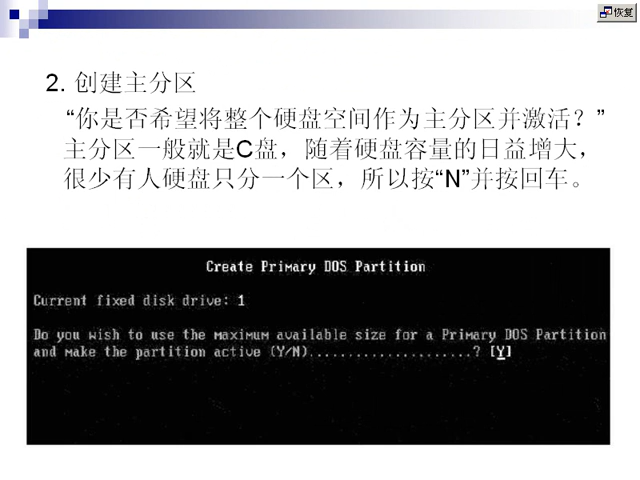 恢复
2. 创建主分区
“你是否希望将整个硬盘空间作为主分区并激活？”
主分区一般就是C盘，随着硬盘容量的日益增大，
很少有人硬盘只分一个区，所以按“N”并按回车。
Create Primary DOS Partition
Current fixed disk drive: 1
Do you wish to use the maximum available size for a Primary DOS Partition
and make the partition active (Y/N).....................? [Y]